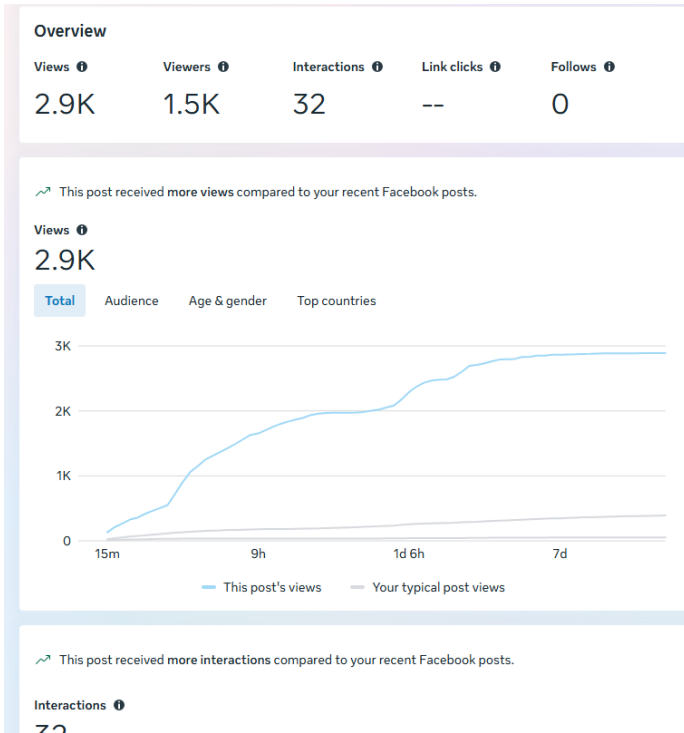 Overview
Views Viewers Interactions Link clicks Follows
2.9K 1.5K 32 -- 0
This post received more views compared to your recent Facebook posts.
Views
2.9K
Total Audience Age & gender Top countries
3K
2K
1K
0
15m 9h 1d 6h 7d
This post's views Your typical post views
This post received more interactions compared to your recent Facebook posts.
Interactions
32